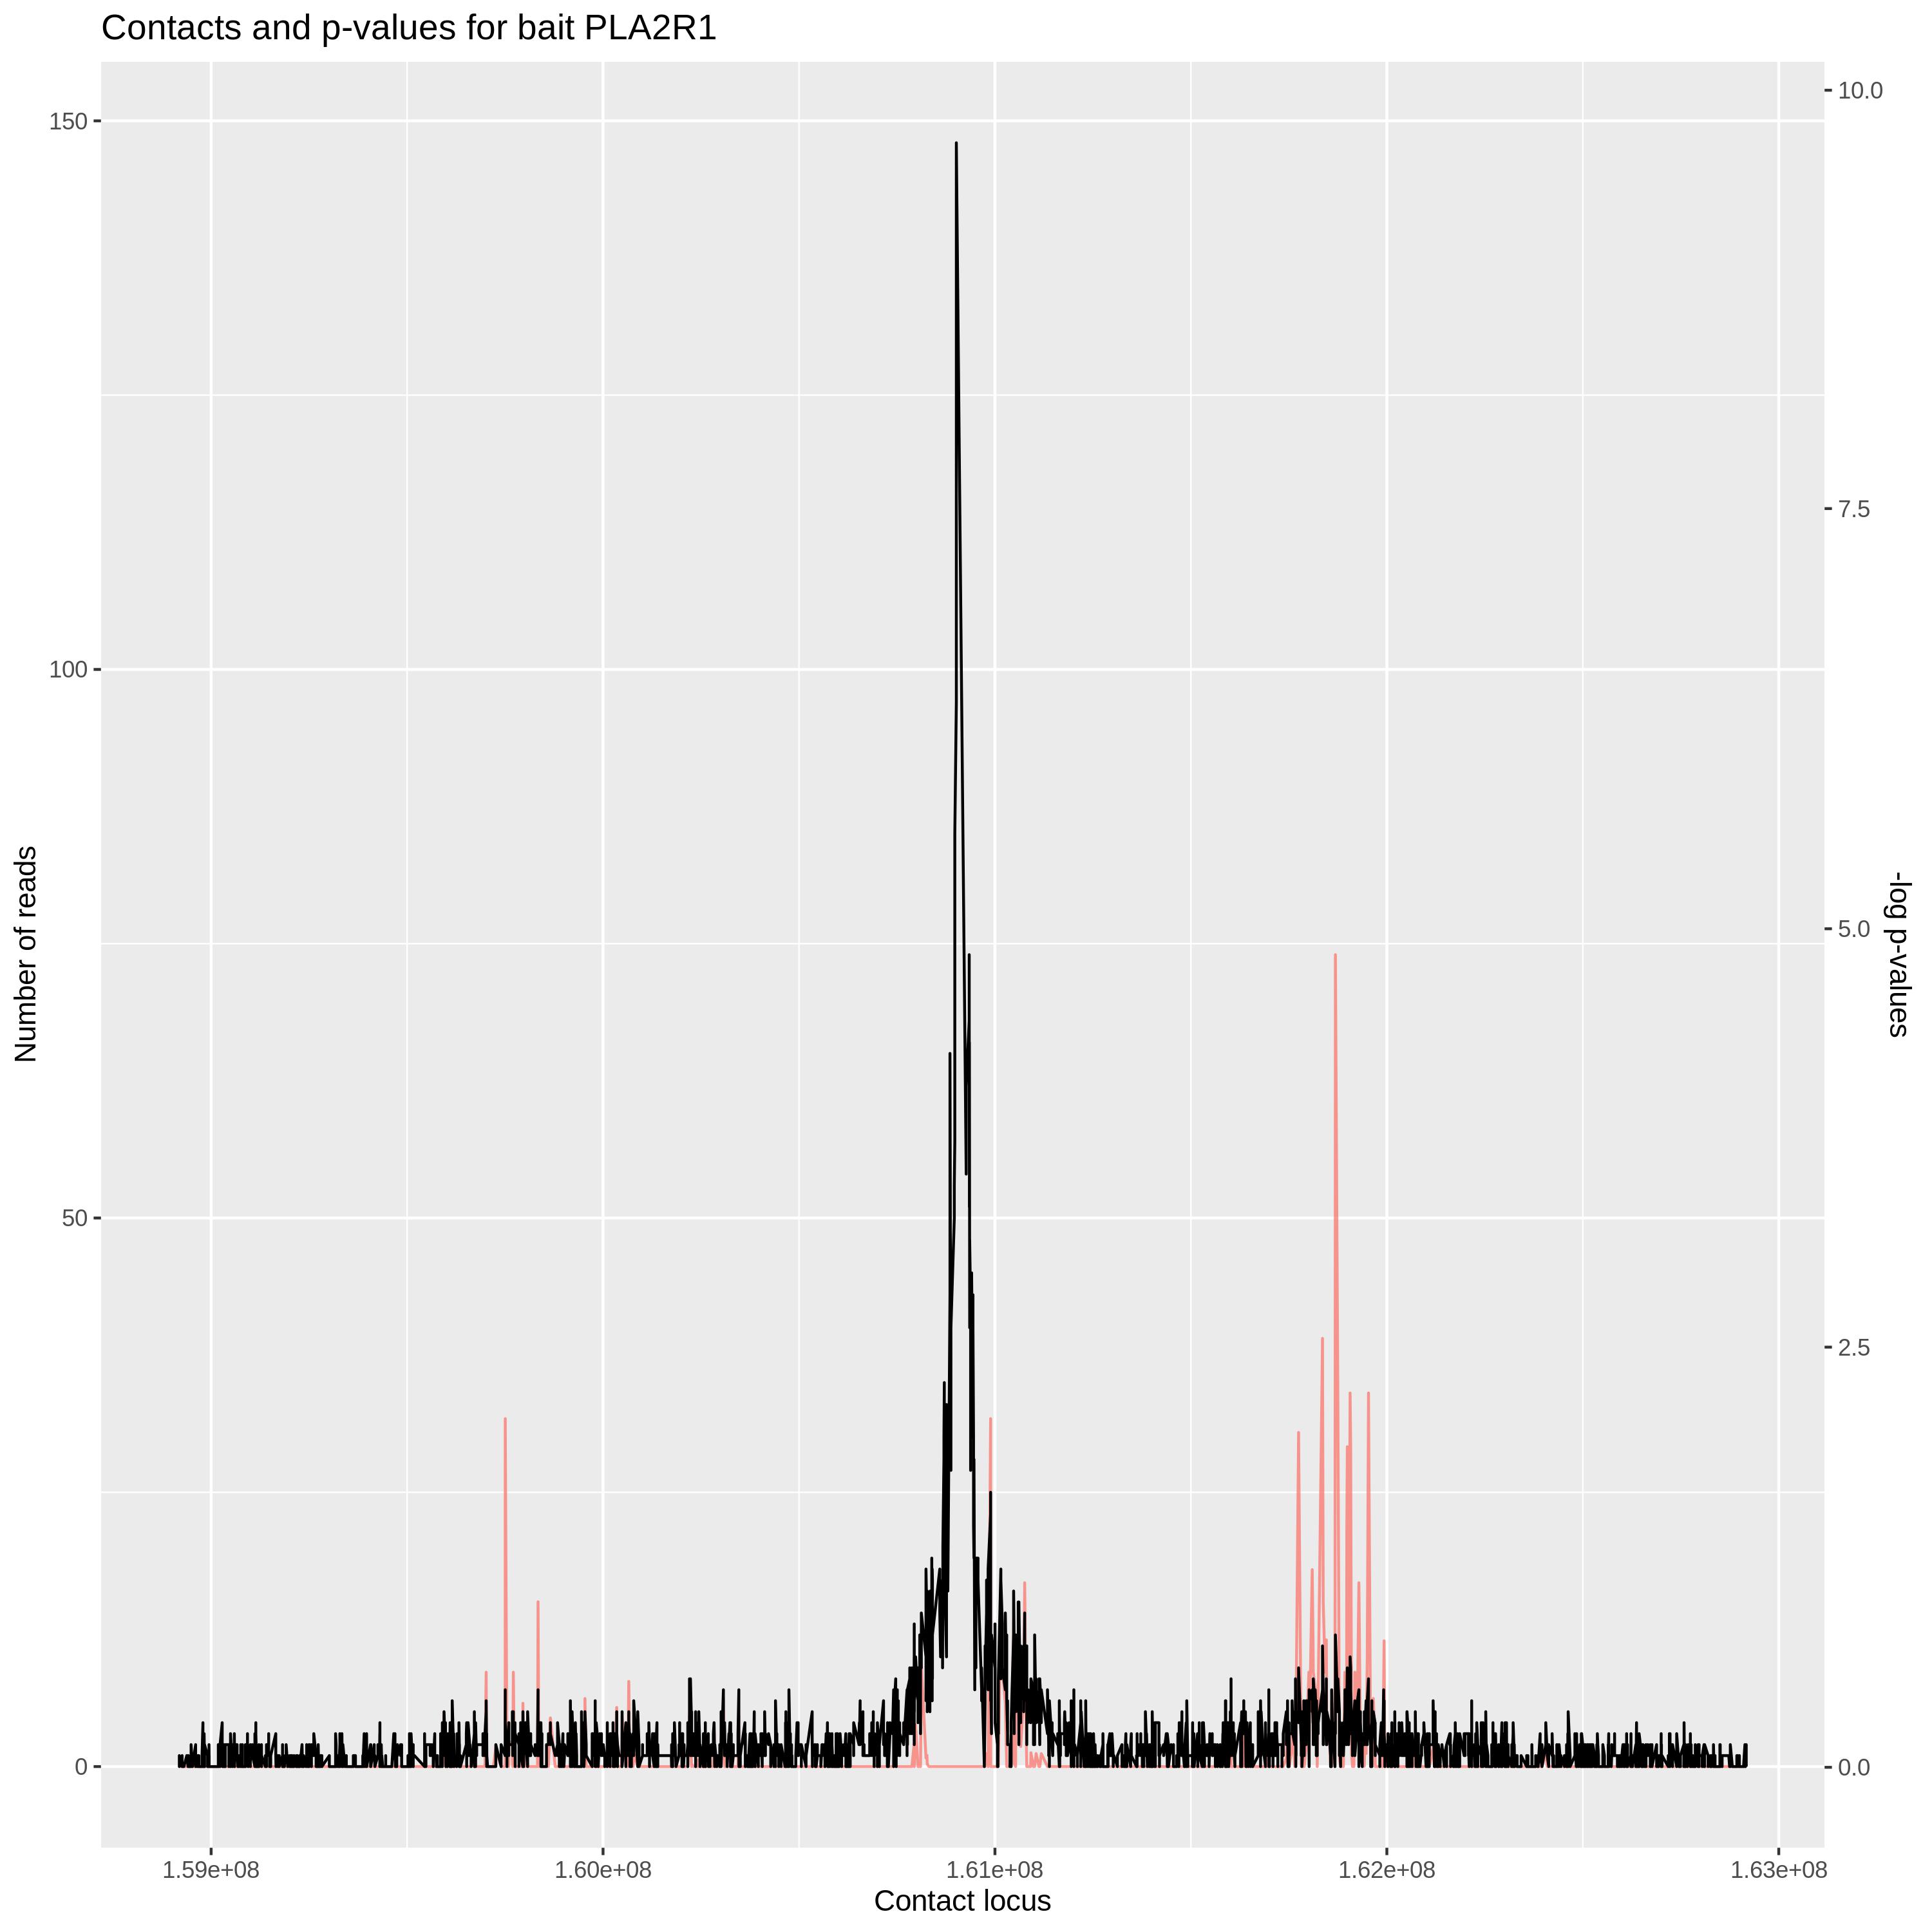 Contacts and p-values for bait PLA2R1
150
100
50
0
Number of reads
10.0
7.5
5.0
2.5
0.0
-log p-values
1.59e+08
1.60e+08
1.61e+08
1.62e+08
1.63e+08
Contact locus